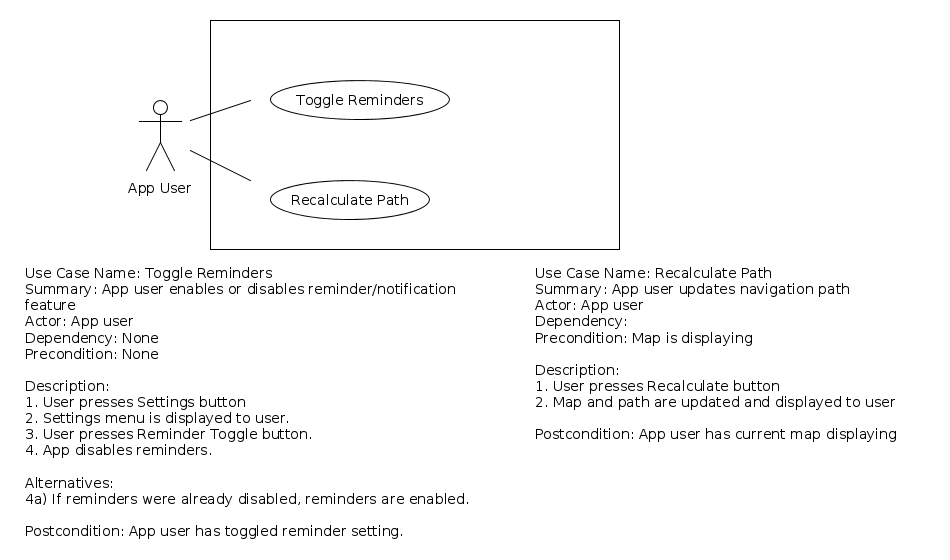 Toggle Reminders
App User
Recalculate Path
Use Case Name: Toggle Reminders
Summary: App user enables or disables reminder/notification
feature
Actor: App user
Dependency: None
Precondition: None
Description:
1. User presses Settings button
2. Settings menu is displayed to user.
3. User presses Reminder Toggle button.
4. App disables reminders.
Alternatives:
4a) If reminders were already disabled, reminders are enabled.
Postcondition: App user has toggled reminder setting.
Use Case Name: Recalculate Path
Summary: App user updates navigation path
Actor: App user
Dependency:
Precondition: Map is displaying
Description:
1. User presses Recalculate button
2. Map and path are updated and displayed to user
Postcondition: App user has current map displaying